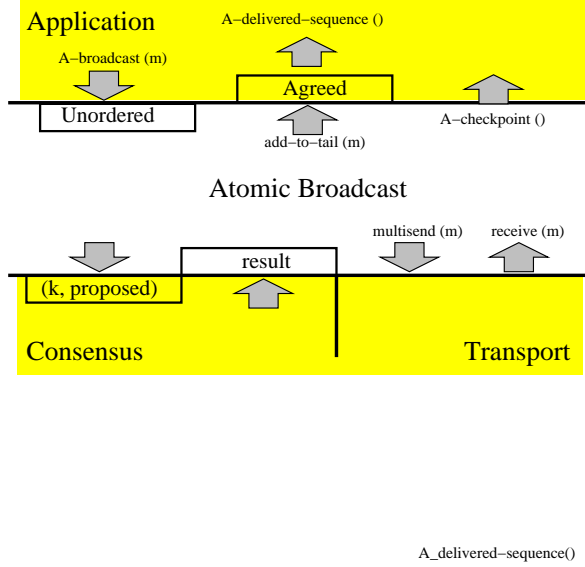 Application
A−delivered−sequence ()
A−broadcast (m)
Agreed
Unordered
A−checkpoint ()
add−to−tail (m)
Atomic Broadcast
multisend (m)
receive (m)
result
(k, proposed)
Consensus
Transport
A_delivered−sequence()